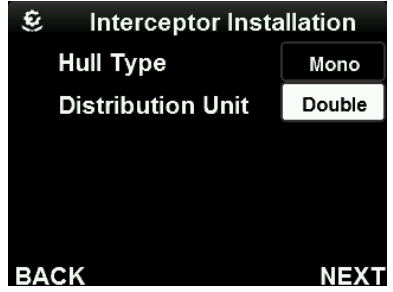 Interceptor Installation
Hull Type Mono
Distribution Unit Double
BACK NEXT